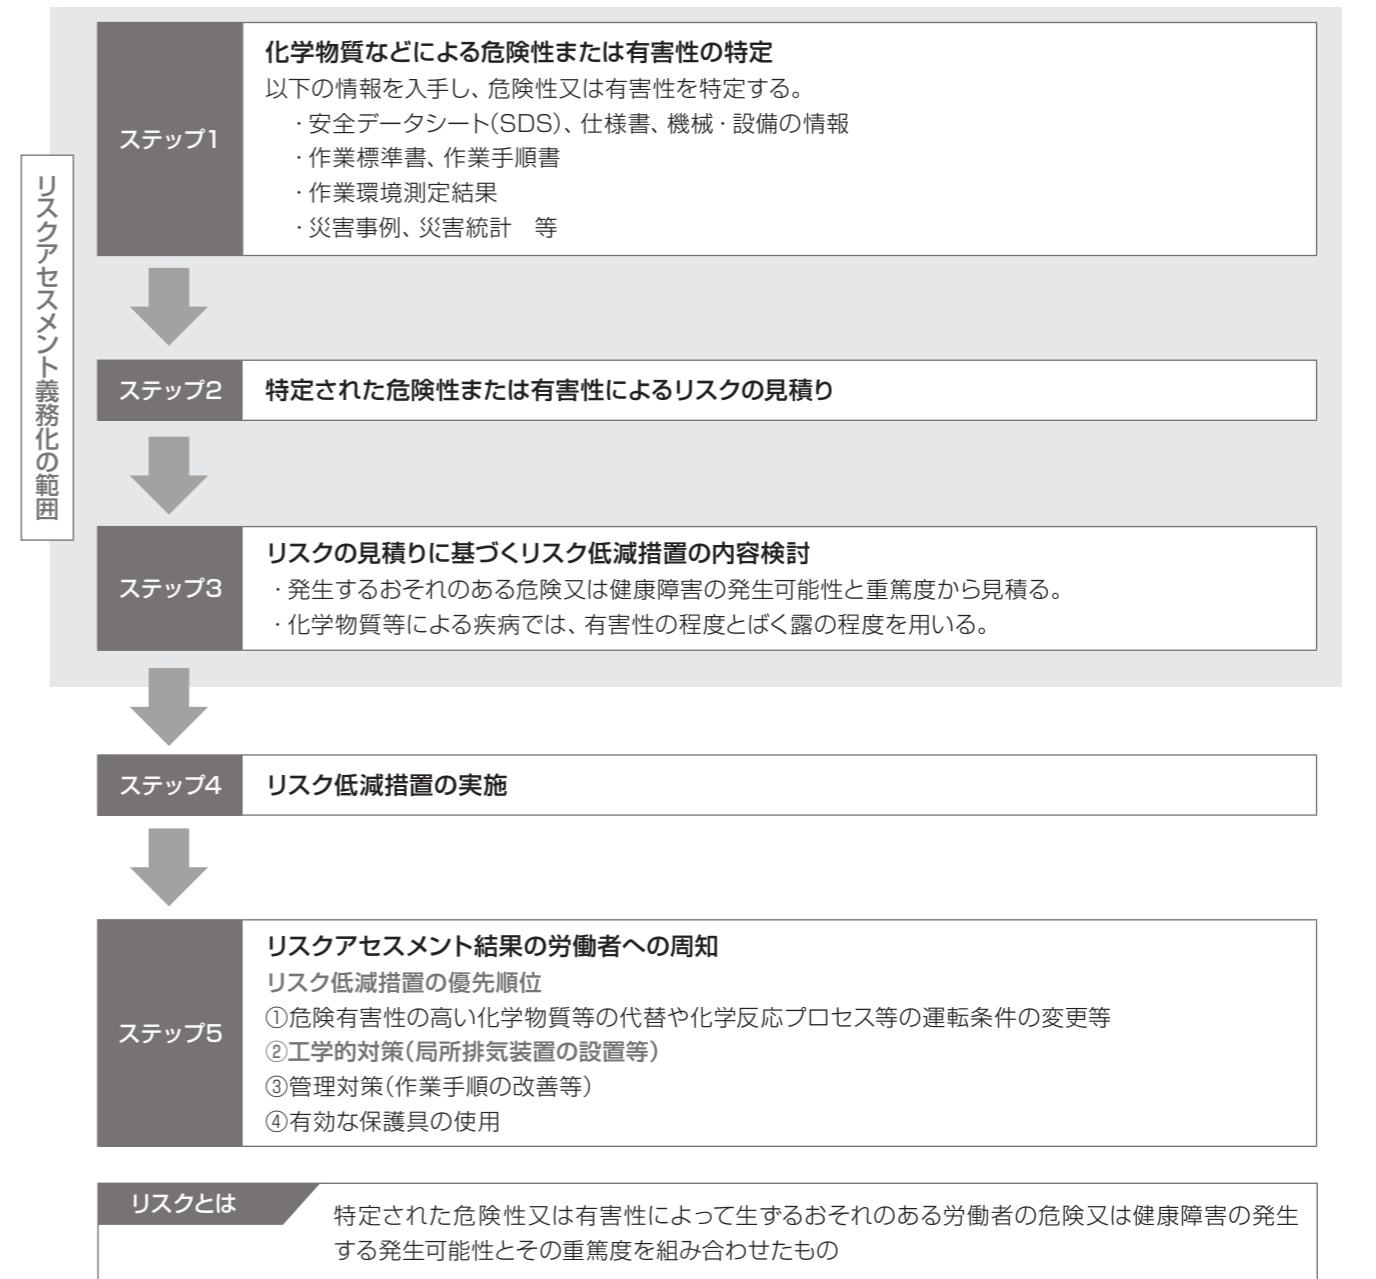 リスクアセスメント義務化の範囲
ステップ1
化学物質などによる危険性または有害性の特定
以下の情報を入手し、危険性又は有害性を特定する。
・安全データシート(SDS)、仕様書、機械・設備の情報
・作業標準書、作業手順書
・作業環境測定結果
・災害事例、災害統計　等
ステップ2
特定された危険性または有害性によるリスクの見積り
ステップ3
リスクの見積りに基づくリスク低減措置の内容検討
・発生するおそれのある危険又は健康障害の発生可能性と重篤度から見積る。
・化学物質等による疾病では、有害性の程度とばく露の程度を用いる。
ステップ4
リスク低減措置の実施
ステップ5
リスクアセスメント結果の労働者への周知
リスク低減措置の優先順位
①危険有害性の高い化学物質等の代替や化学反応プロセス等の運転条件の変更等
②工学的対策(局所排気装置の設置等)
③管理対策(作業手順の改善等)
④有効な保護具の使用
リスクとは
特定された危険性又は有害性によって生ずるおそれのある労働者の危険又は健康障害の発生
する発生可能性とその重篤度を組み合わせたもの